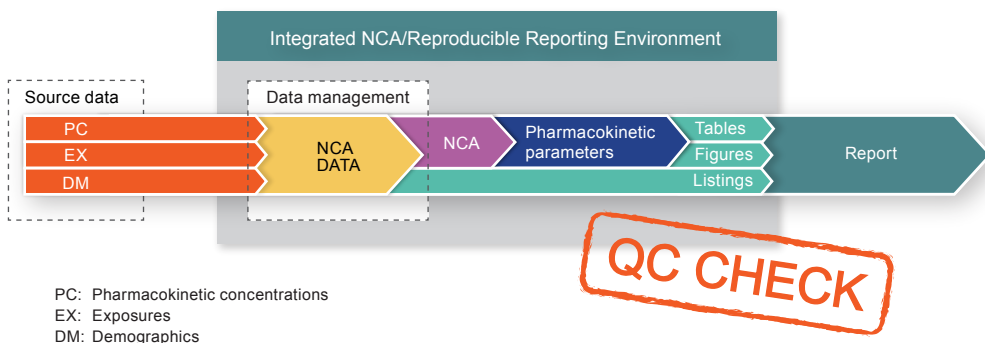 Integrated NCA/Reproducible Reporting Environment
Source data
Data management
PC
EX
DM
NCA
DATA
NCA
Pharmacokinetic
parameters
Tables
Figures
Listings
Report
QC CHECK
PC: Pharmacokinetic concentrations
EX: Exposures
DM: Demographics